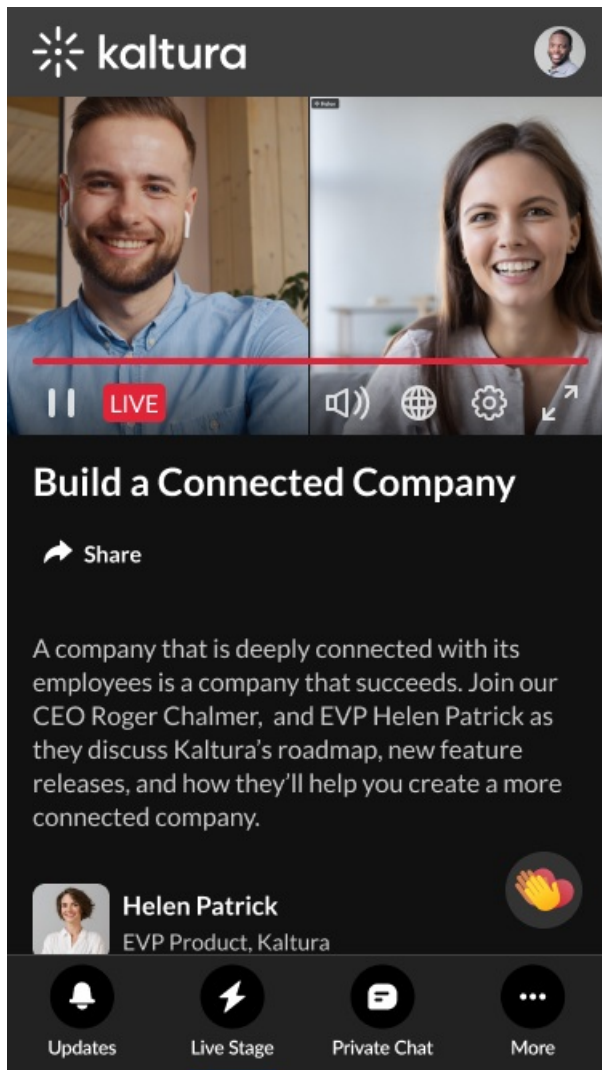 kaltura
LIVE
Build a Connected Company
Share
A company that is deeply connected with its
employees is a company that succeeds. Join our
CEO Roger Chalmer, and EVP Helen Patrick as
they discuss Kaltura's roadmap, new feature
releases, and how they'll help you create a more
connected company.
Helen Patrick
EVP Product, Kaltura
Updates
Live Stage
Private Chat
More